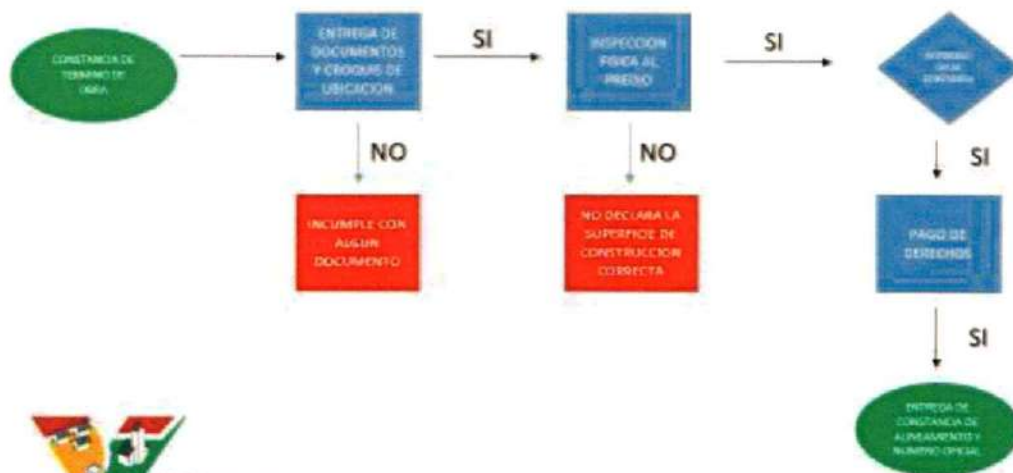 CONSTANCIA DE
TERMINO DE
OBRA
ENTREGA DE
DOCUMENTOS
Y CROQUIS DE
UBICACION
SI
INSPECCION
FISICA AL
PREDIO
SI
NO
NO
SI
INCUMPLE CON
ALGUN
DOCUMENTO
NO DECLARA LA
SUPERFICIE DE
CONSTRUCCION
CORRECTA
PAGO DE
DERECHOS
SI
ENTREGA DE
CONSTANCIA DE
ALINEAMIENTO Y
NUMERO OFICIAL